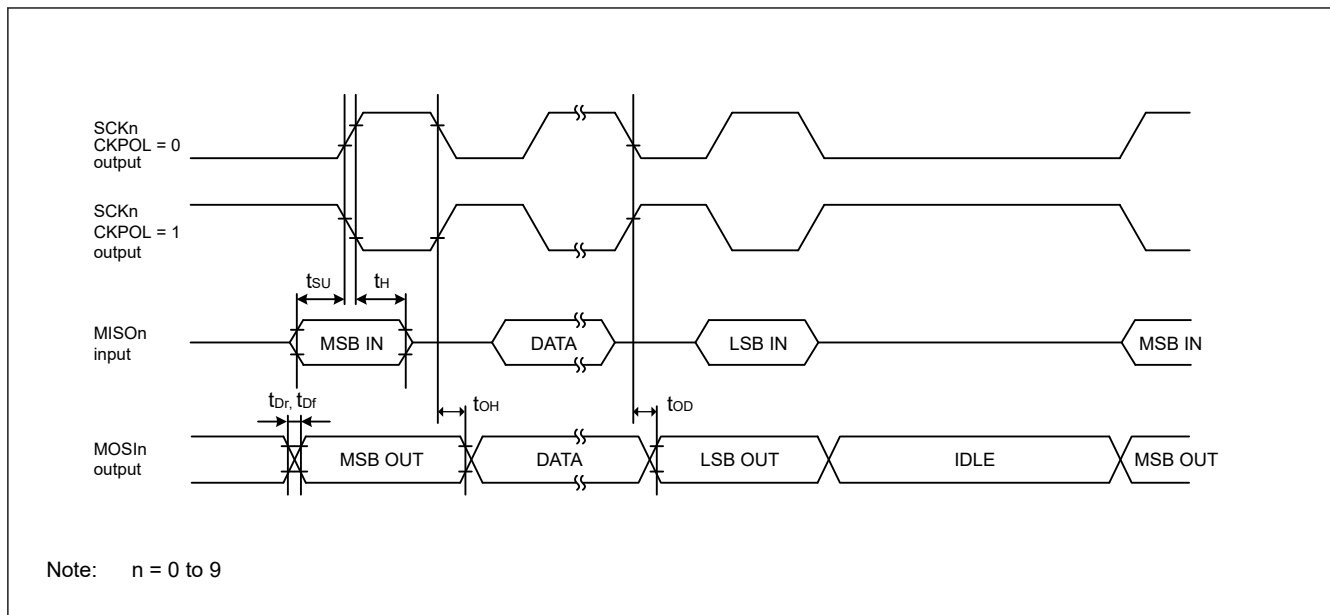 SCKn
CKPOL = 0
output
SCKn
CKPOL = 1
output
tSU
tH
MISOn
input
MSB IN
DATA
LSB IN
MSB IN
tDr, tDf
tOH
tOD
MOSIn
output
MSB OUT
DATA
LSB OUT
IDLE
MSB OUT
Note: n = 0 to 9